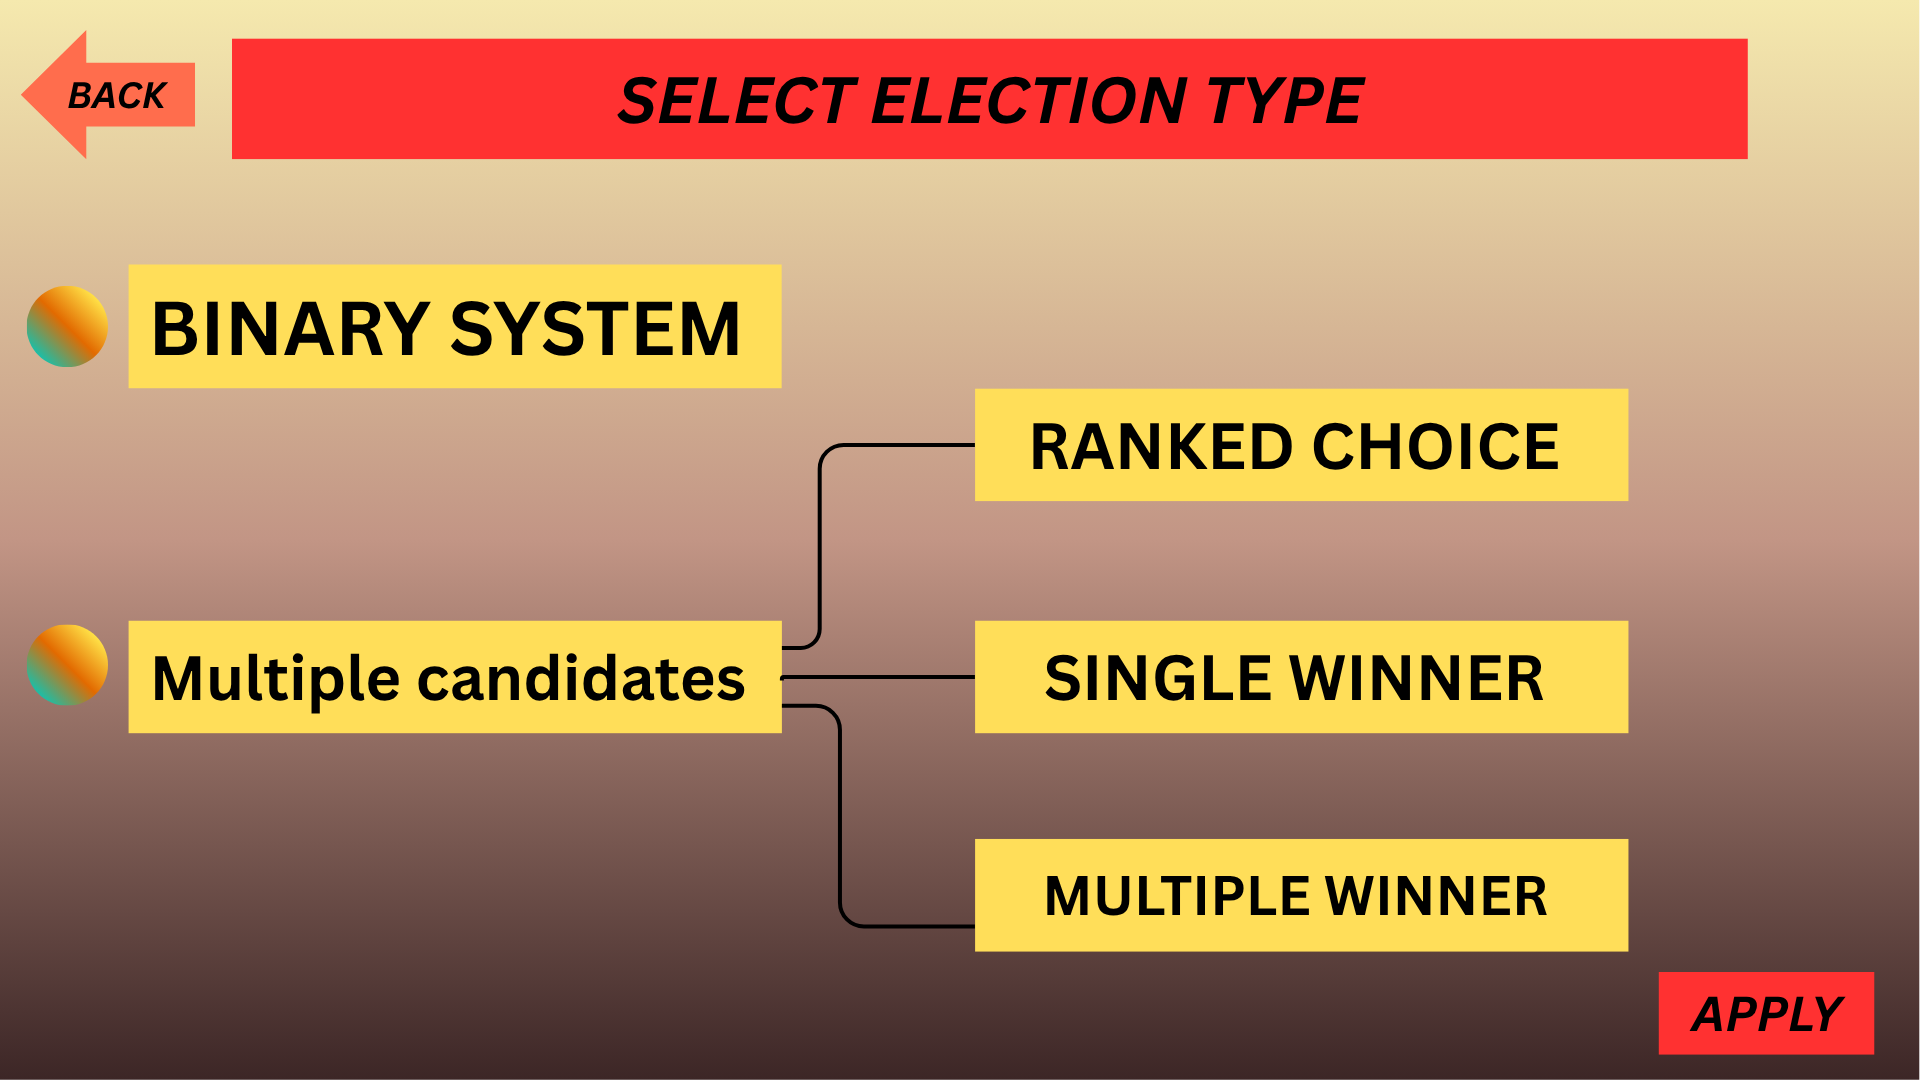 BACK
SELECT ELECTION TYPE
BINARY SYSTEM
RANKED CHOICE
Multiple candidates
SINGLE WINNER
MULTIPLE WINNER
APPLY